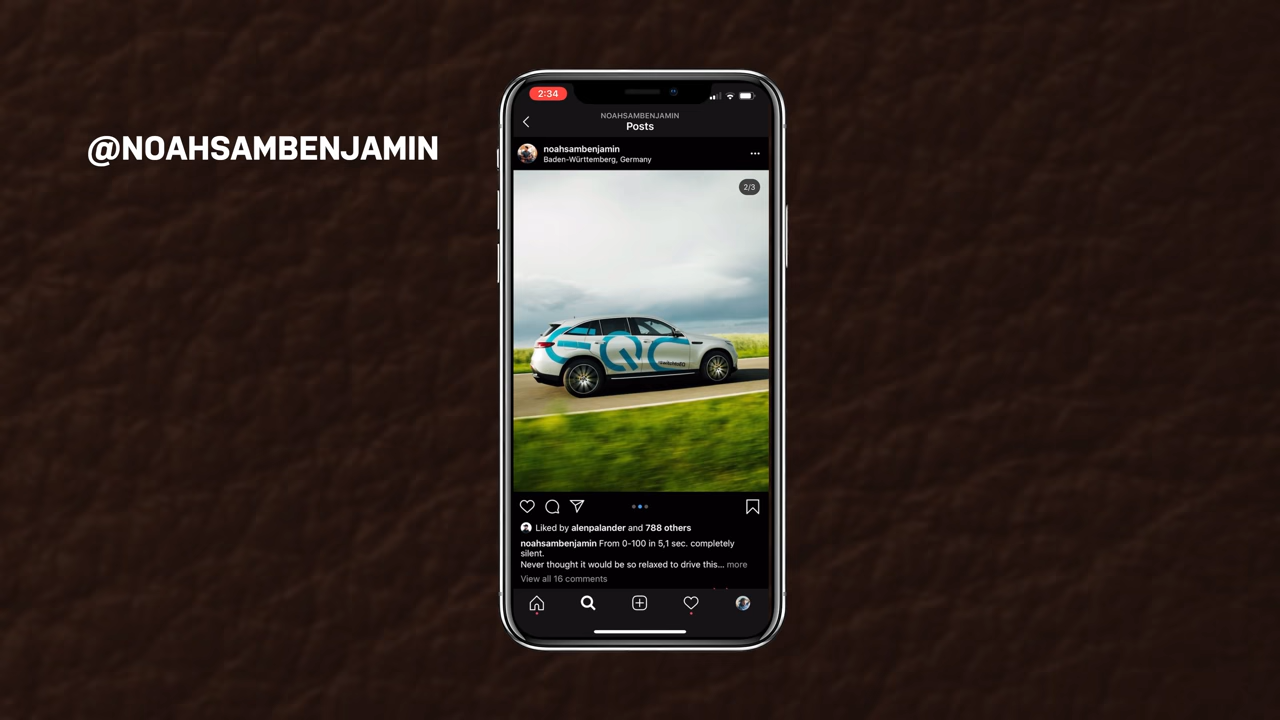 @NOAHSAMBENJAMIN
2:34
NOAHSAMBENJAMIN
Posts
noahsambenjamin
Baden-Württemberg, Germany
2/3
EQC
Liked by alenpalander and 788 others
noahsambenjamin From 0-100 in 5,1 sec. completely
silent.
Never thought it would be so relaxed to drive this... more
View all 16 comments